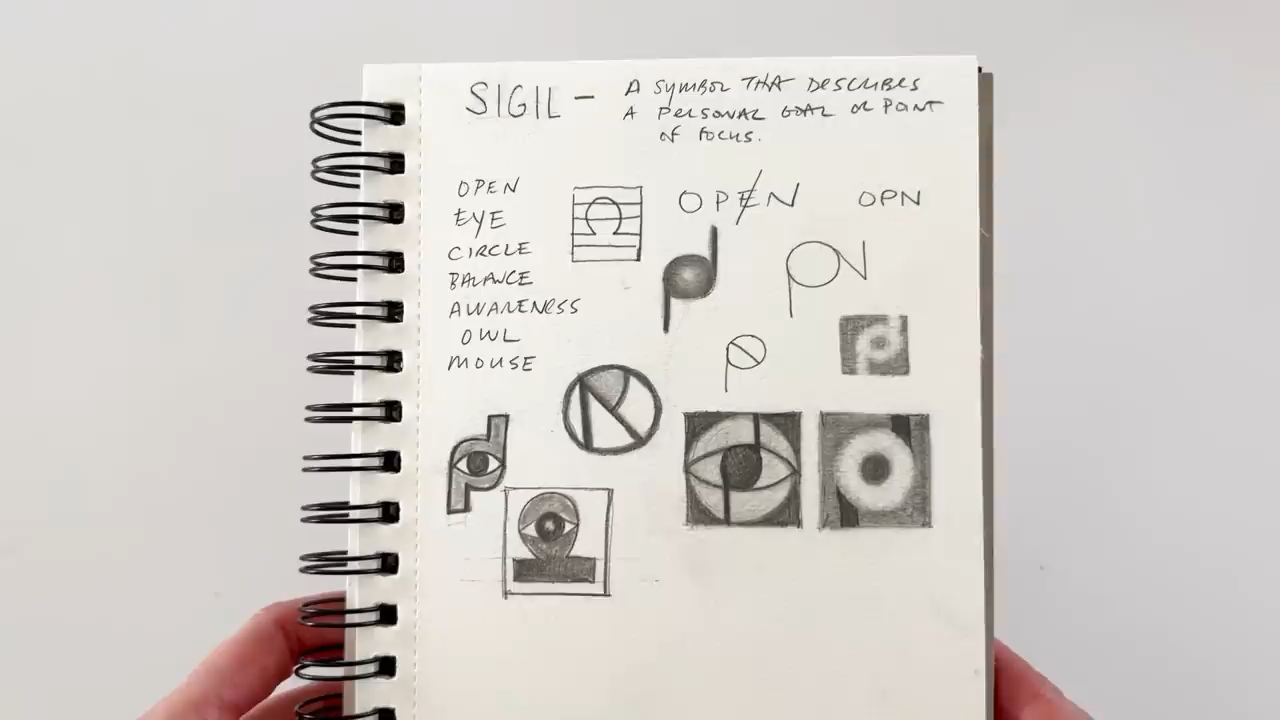 SIGIL - A SYMBOL THAT DESCRIBES
A PERSONAL GOAL OR POINT
OF FOCUS.
OPEN
EYE
CIRCLE
BALANCE
AWARENESS
OWL
MOUSE
OPEN OPN